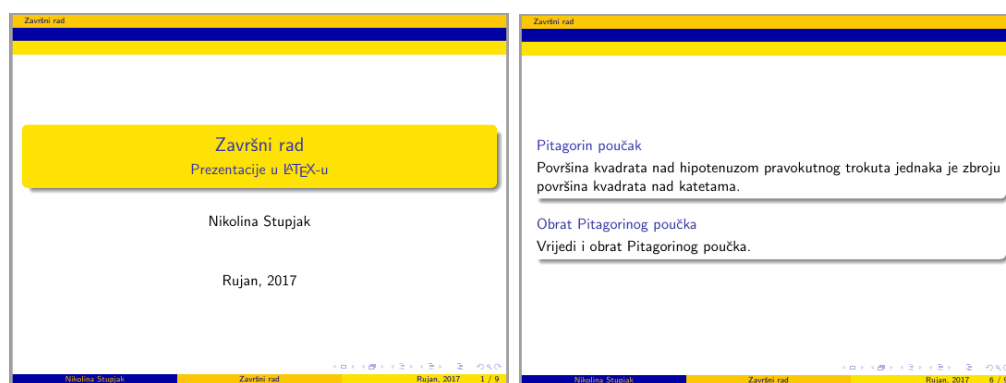 Završni rad
Završni rad
Prezentacije u LATEX-u
Nikolina Stupjak
Rujan, 2017
Nikolina Stupjak
Završni rad
Rujan, 2017
1 / 9
Završni rad
Pitagorin poučak
Površina kvadrata nad hipotenuzom pravokutnog trokuta jednaka je zbroju
površina kvadrata nad katetama.
Obrat Pitagorinog poučka
Vrijedi i obrat Pitagorinog poučka.
Nikolina Stupjak
Završni rad
Rujan, 2017
6 / 9